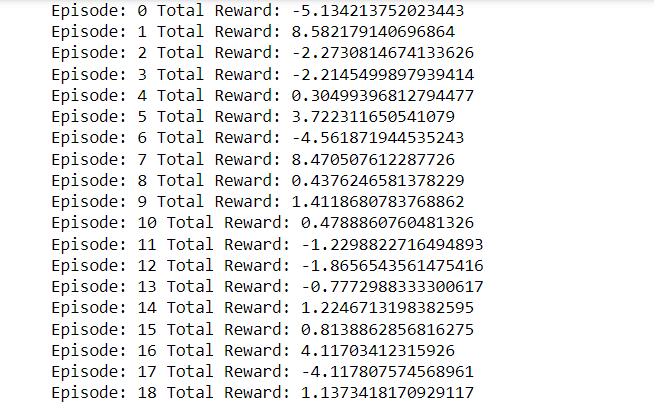 Episode: 0 Total Reward: -5.134213752023443
Episode: 1 Total Reward: 8.582179140696864
Episode: 2 Total Reward: -2.2730814674133626
Episode: 3 Total Reward: -2.2145499897939414
Episode: 4 Total Reward: 0.30499396812794477
Episode: 5 Total Reward: 3.722311650541079
Episode: 6 Total Reward: -4.561871944535243
Episode: 7 Total Reward: 8.470507612287726
Episode: 8 Total Reward: 0.4376246581378229
Episode: 9 Total Reward: 1.4118680783768862
Episode: 10 Total Reward: 0.4788860760481326
Episode: 11 Total Reward: -1.2298822716494893
Episode: 12 Total Reward: -1.8656543561475416
Episode: 13 Total Reward: -0.7772988333300617
Episode: 14 Total Reward: 1.2246713198382595
Episode: 15 Total Reward: 0.8138862856816275
Episode: 16 Total Reward: 4.11703412315926
Episode: 17 Total Reward: -4.117807574568961
Episode: 18 Total Reward: 1.1373418170929117